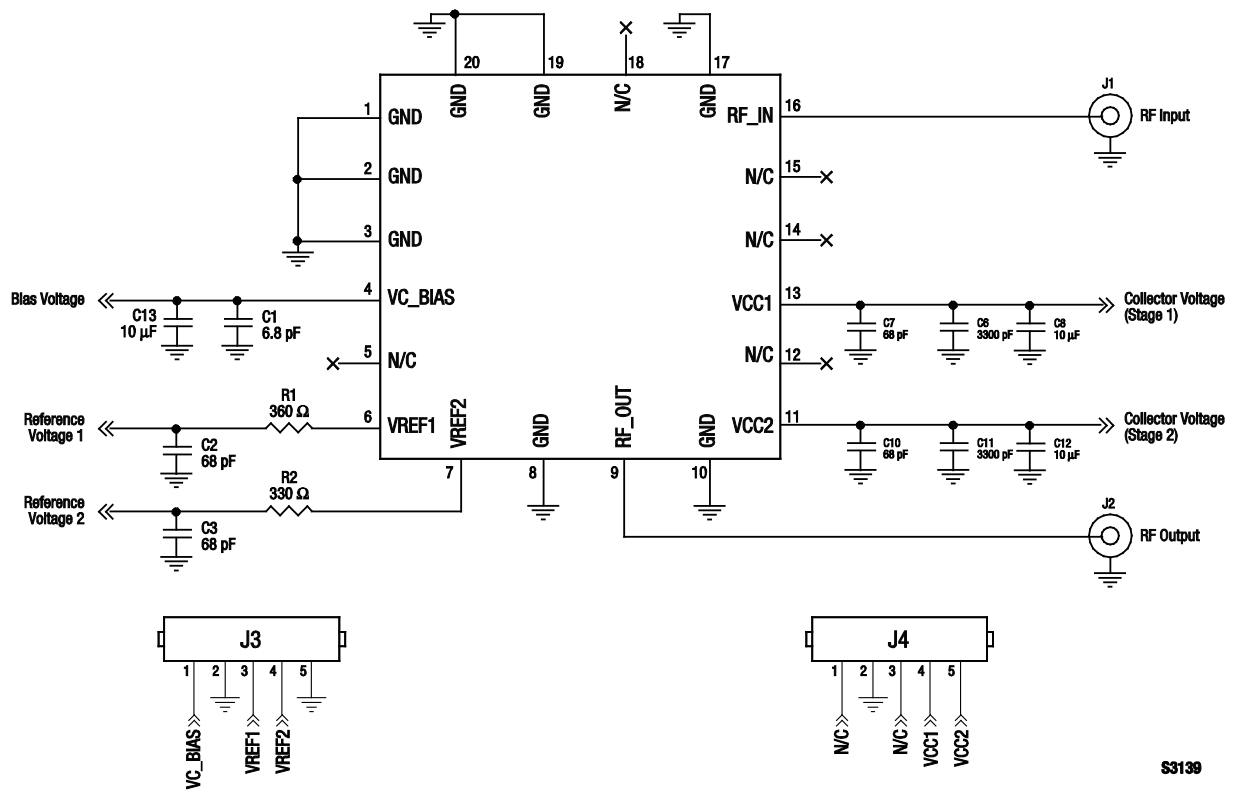 20
19
18
17
GND
GND
N/C
GND
1
GND
2
GND
3
GND
4
VC_BIAS
5
N/C
6
VREF1
RF_IN
16
N/C
15
N/C
14
VCC1
13
N/C
12
VCC2
11
VREF2
GND
RF_OUT
GND
7
8
9
10
J1
RF Input
Bias Voltage
C13
10 µF
C1
6.8 pF
Reference
Voltage 1
R1
360 Ω
C2
68 pF
Reference
Voltage 2
R2
330 Ω
C3
68 pF
C7
68 pF
C6
3300 pF
C8
10 µF
Collector Voltage
(Stage 1)
C10
68 pF
C11
3300 pF
C12
10 µF
Collector Voltage
(Stage 2)
J2
RF Output
J3
1
2
3
4
5
VC_BIAS
VREF1
VREF2
J4
1
2
3
4
5
N/C
N/C
VCC1
VCC2
S3139